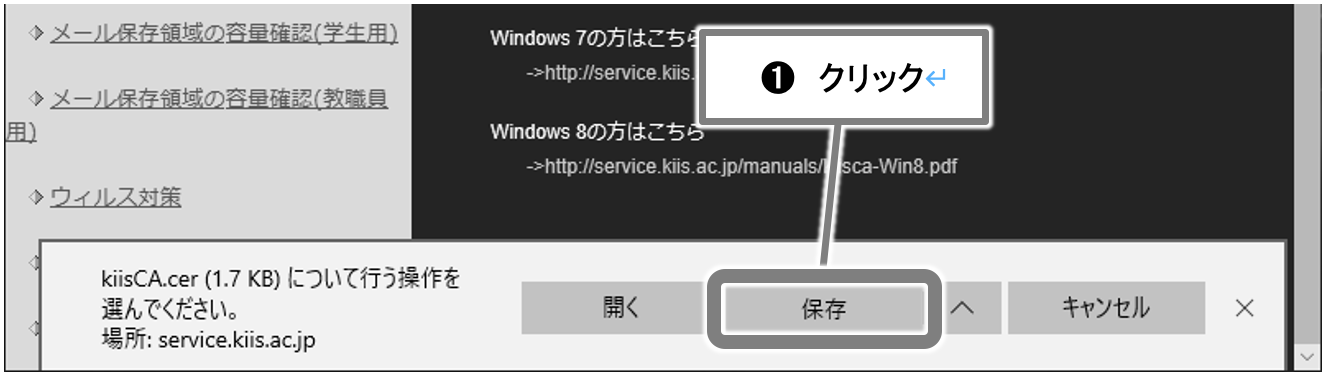 メール保存領域の容量確認(学生用)
メール保存領域の容量確認(教職員
用)
ウィルス対策
Windows 7の方はこちら
->http://service.kiis.
Windows 8の方はこちら
->http://service.kiis.ac.jp/manuals/ sca-Win8.pdf
❶ クリック↵
kiisCA.cer (1.7 KB) について行う操作を
選んでください。
場所: service.kiis.ac.jp
開く
保存
キャンセル